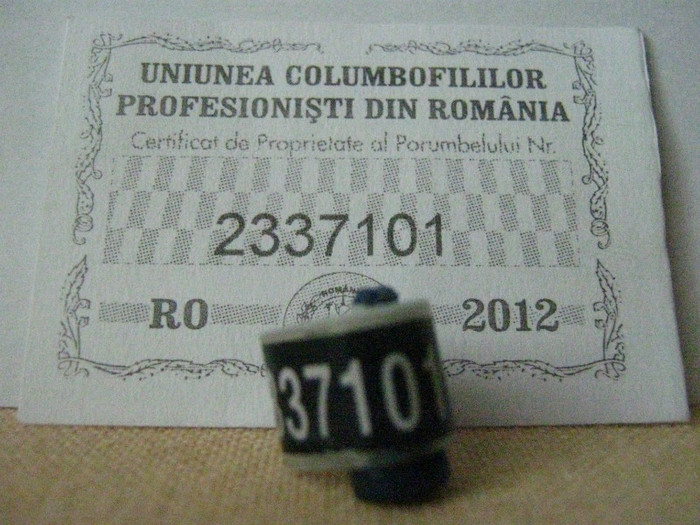 UNIUNEA COLUMBOFILILOR
PROFESIONIŞTI DIN ROMÂNIA
Certificat de Proprietate al Porumbelului Nr.
2337101
RO
2012
37101